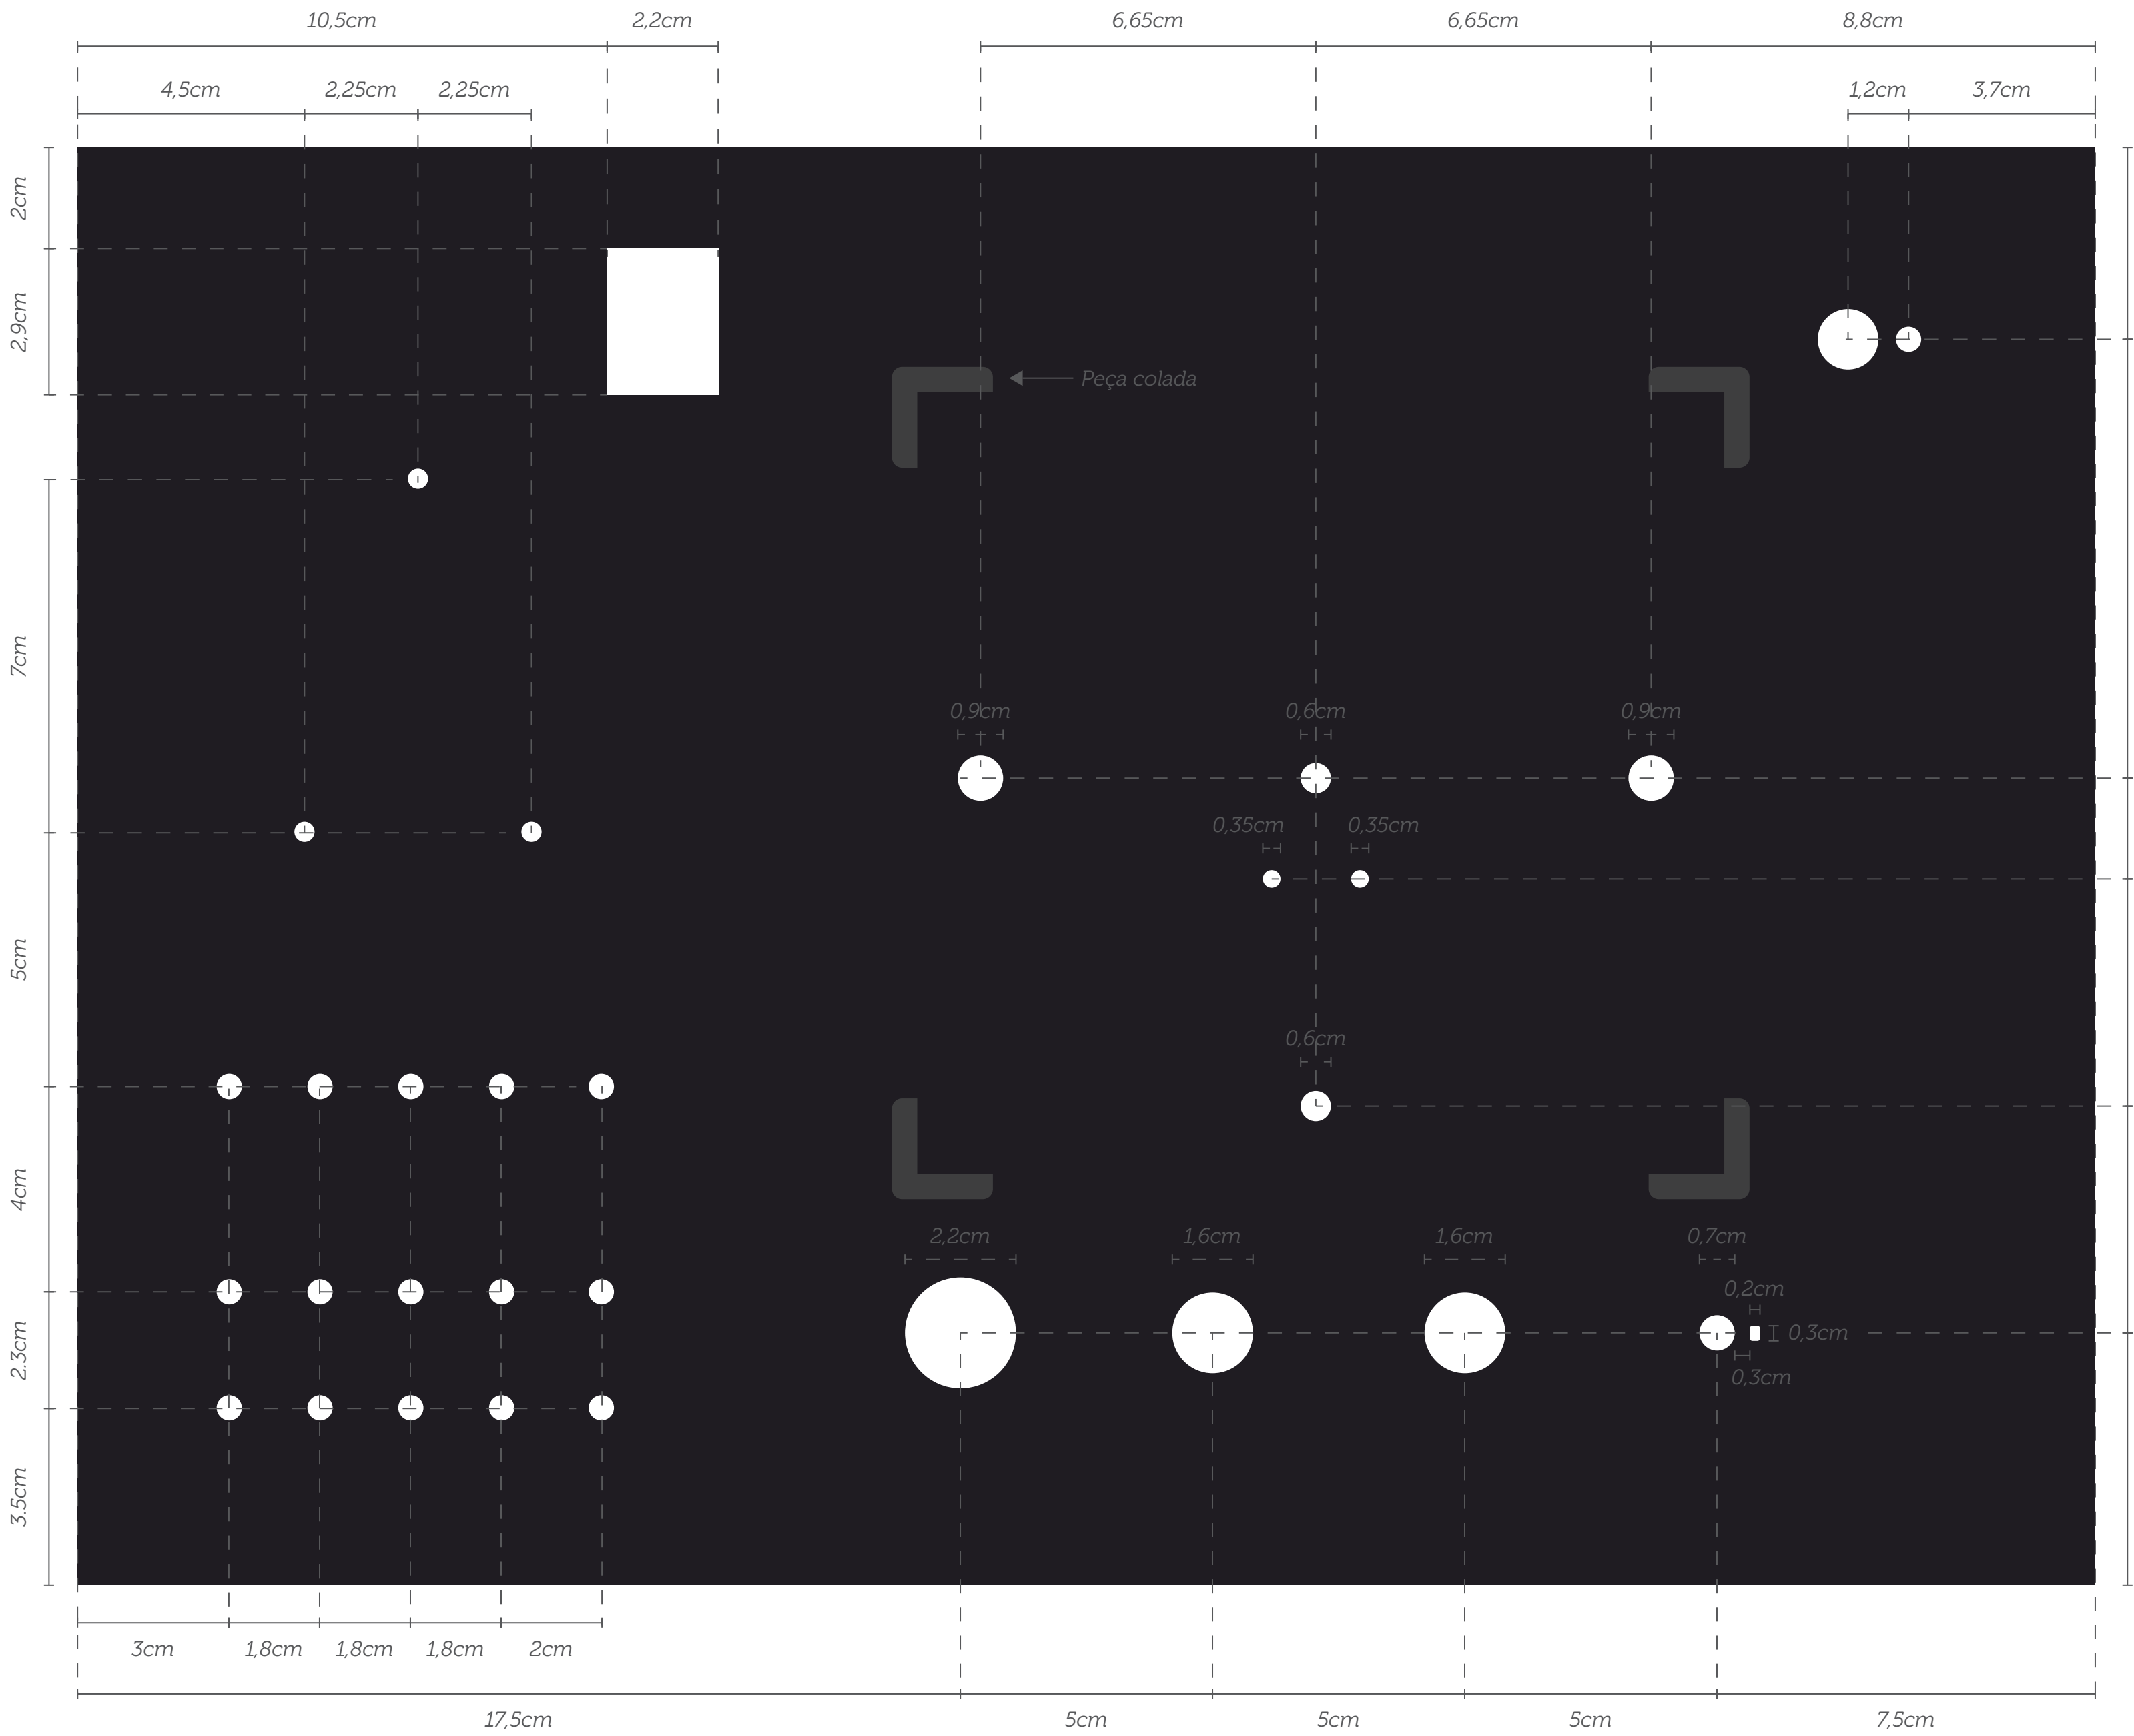 10,5cm 2,2cm 6,65cm 6,65cm 8,8cm
4,5cm 2,25cm 2,25cm 1,2cm 3,7cm
2cm
2,9cm
Peça colada
7cm
0,9cm 0,6cm 0,9cm
0,35cm 0,35cm
5cm
0,6cm
4cm
2,2cm 1,6cm 1,6cm 0,7cm
0,2cm
0,3cm
0,3cm
2.3cm
3.5cm
3cm 1,8cm 1,8cm 1,8cm 2cm
17,5cm 5cm 5cm 5cm 7,5cm